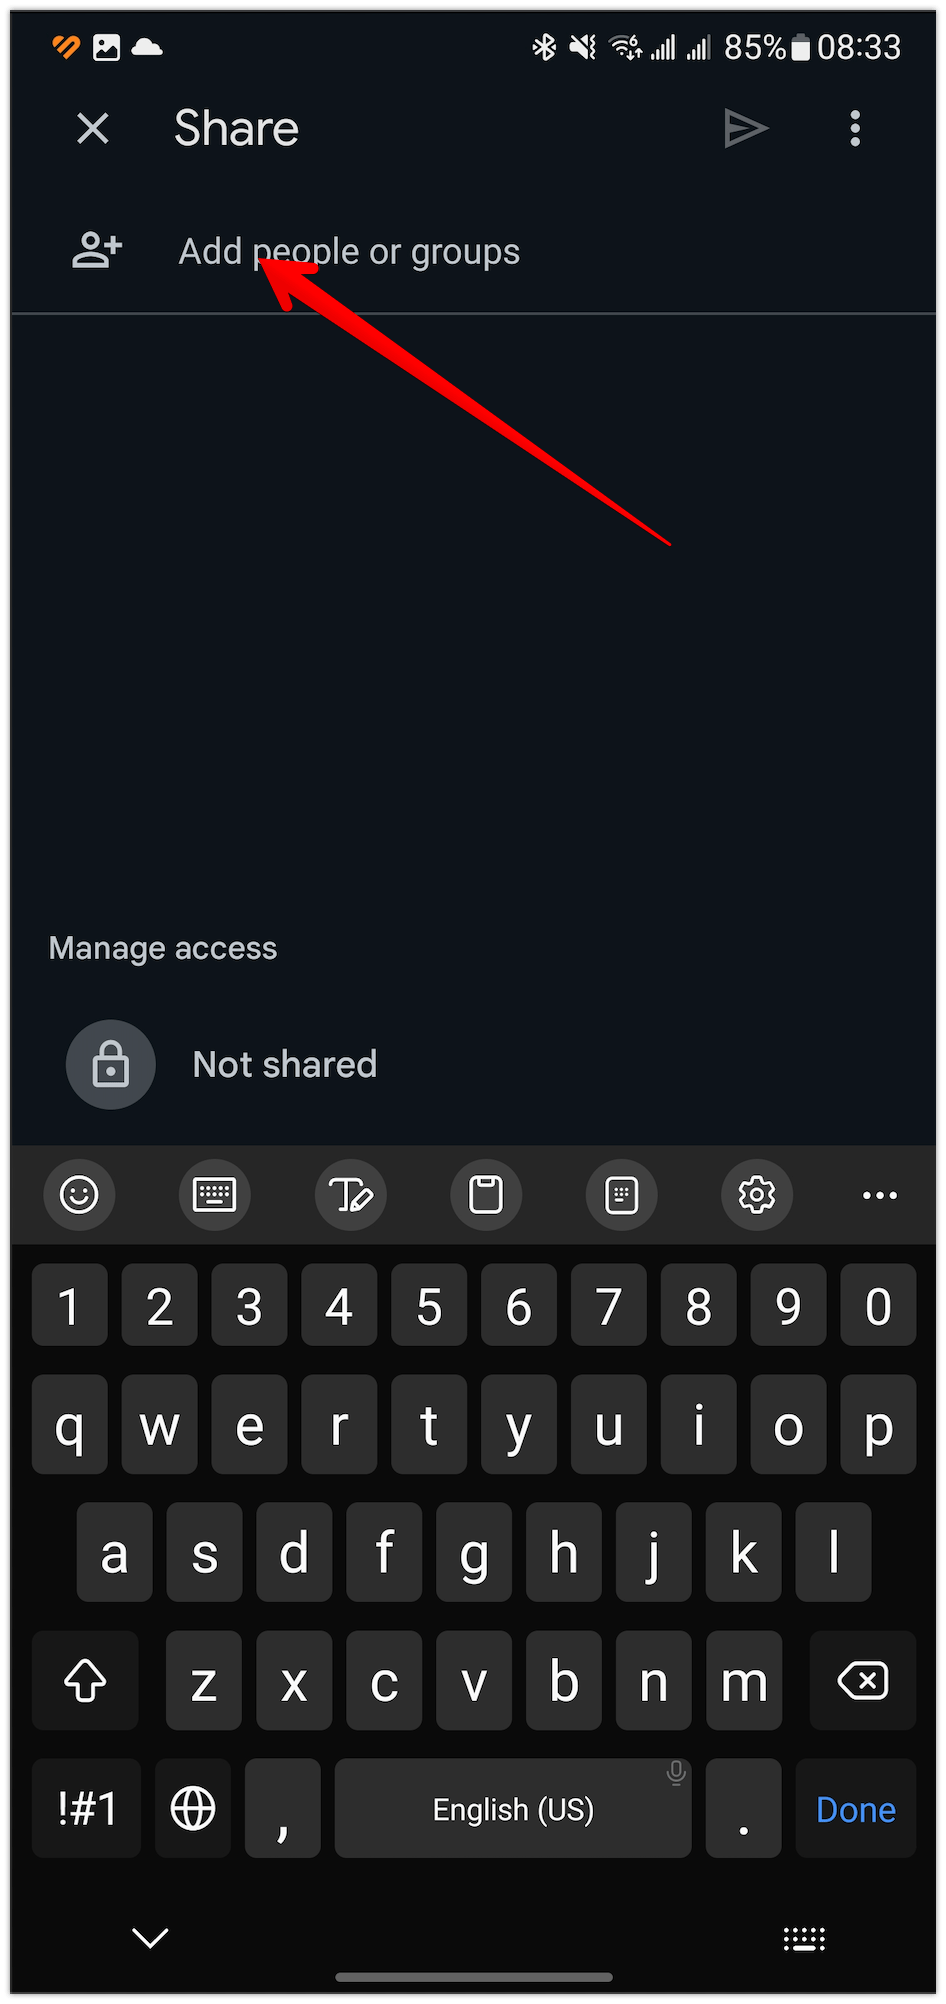 85% 08:33
Share
Add people or groups
Manage access
Not shared
1 2 3 4 5 6 7 8 9 0
q w e r t y u i o p
a s d f g h j k l
z x c v b n m
!#1 , English (US) . Done